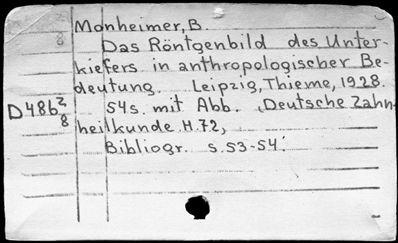 Monheimer, B
Das Röntgenbild des Unter-
kiefers in anthropologischer Be-
deutung. Leipzig, Thieme, 1928.
D486 2/8 54s. mit Abb. (Deutsche Zahn-
heilkunde H.72,
Bibliogr. s. 53-54.